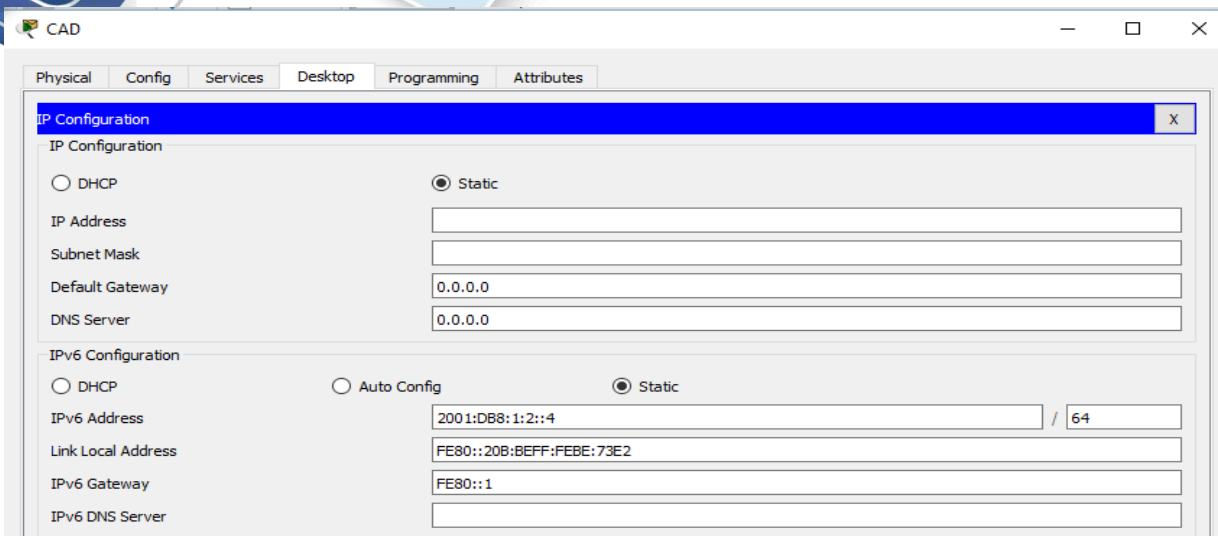 CAD
Physical Config Services Desktop Programming Attributes
IP Configuration X
IP Configuration
DHCP Static
IP Address
Subnet Mask
Default Gateway 0.0.0.0
DNS Server 0.0.0.0
IPv6 Configuration
DHCP Auto Config Static
IPv6 Address 2001:DB8:1:2::4 / 64
Link Local Address FE80::20B:BEFF:FEBE:73E2
IPv6 Gateway FE80::1
IPv6 DNS Server